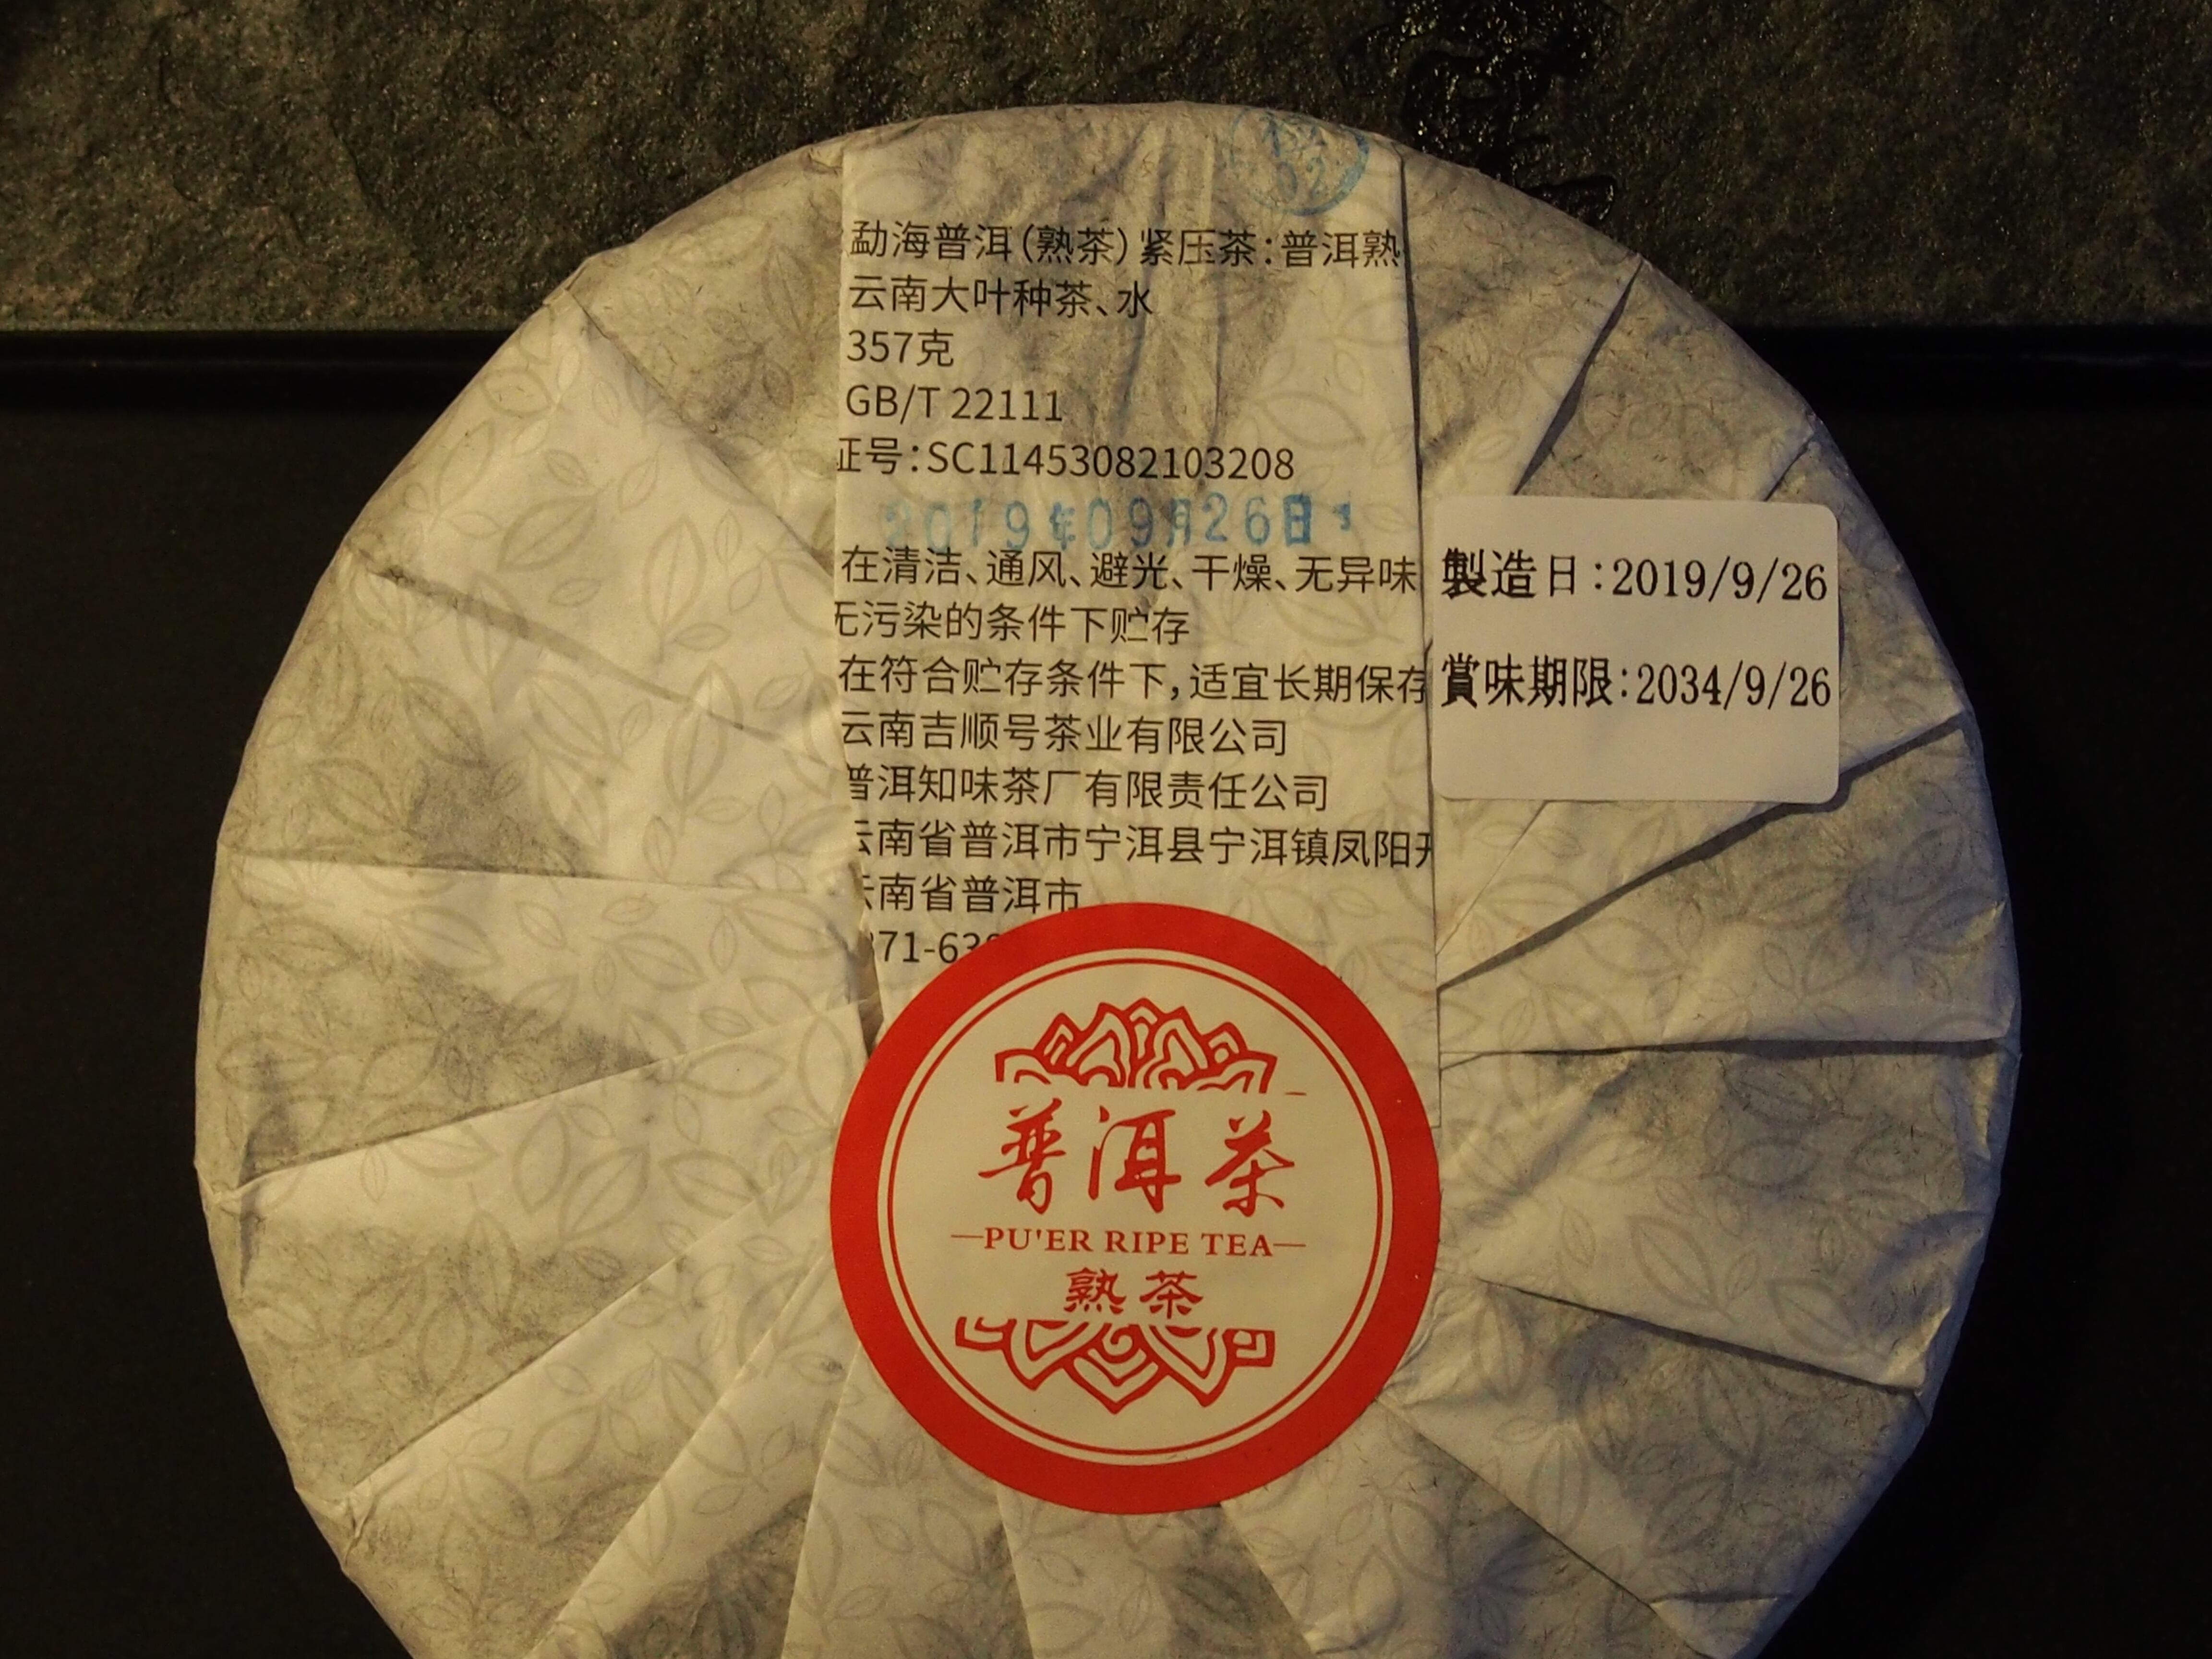 勐海普洱(熟茶)紧压茶:普洱熟
云南大叶种茶、水
357克
GB/T 22111
证号:SC11453082103208
2019年09月26日
在清洁、通风、避光、干燥、无异味
无污染的条件下贮存
在符合贮存条件下,适宜长期保存
云南吉顺号茶业有限公司
普洱知味茶厂有限责任公司
云南省普洱市宁洱县宁洱镇凤阳开
云南省普洱市
871-63
製造日:2019/9/26
賞味期限:2034/9/26
普洱茶
—PU'ER RIPE TEA—
熟茶